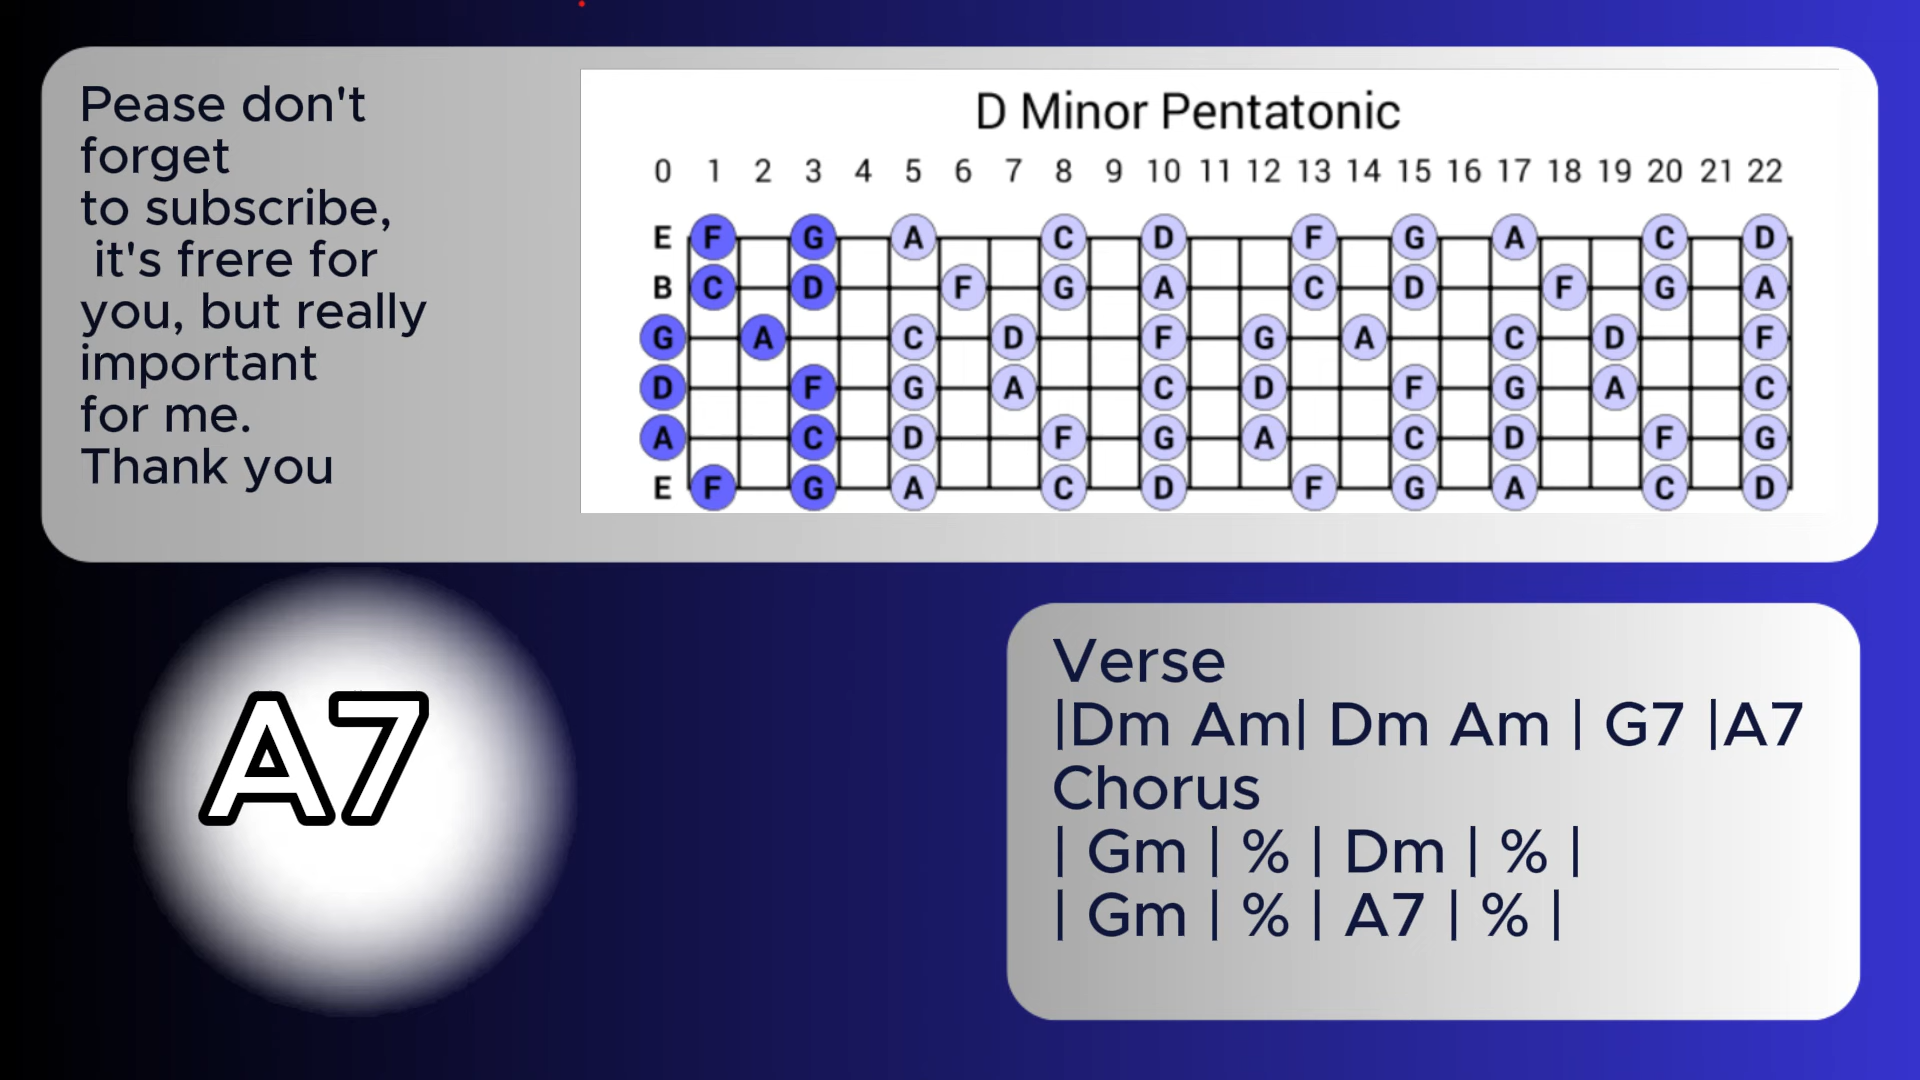 Pease don't
forget
to subscribe,
it's frere for
you, but really
important
for me.
Thank you
D Minor Pentatonic
0 1 2 3 4 5 6 7 8 9 10 11 12 13 14 15 16 17 18 19 20 21 22
E F G A C D F G A C D
B C D F G A C D F G A
G A C D F G A C D F
D F G A C D F G A C
A C D F G A C D F G
E F G A C D F G A C D
A7
Verse
|Dm Am| Dm Am | G7 |A7
Chorus
| Gm | % | Dm | % |
| Gm | % | A7 | % |